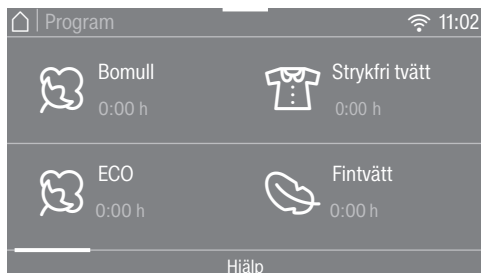 Program 11:02
Bomull
0:00 h
Strykfri tvätt
0:00 h
ECO
0:00 h
Fintvätt
0:00 h
Hjälp